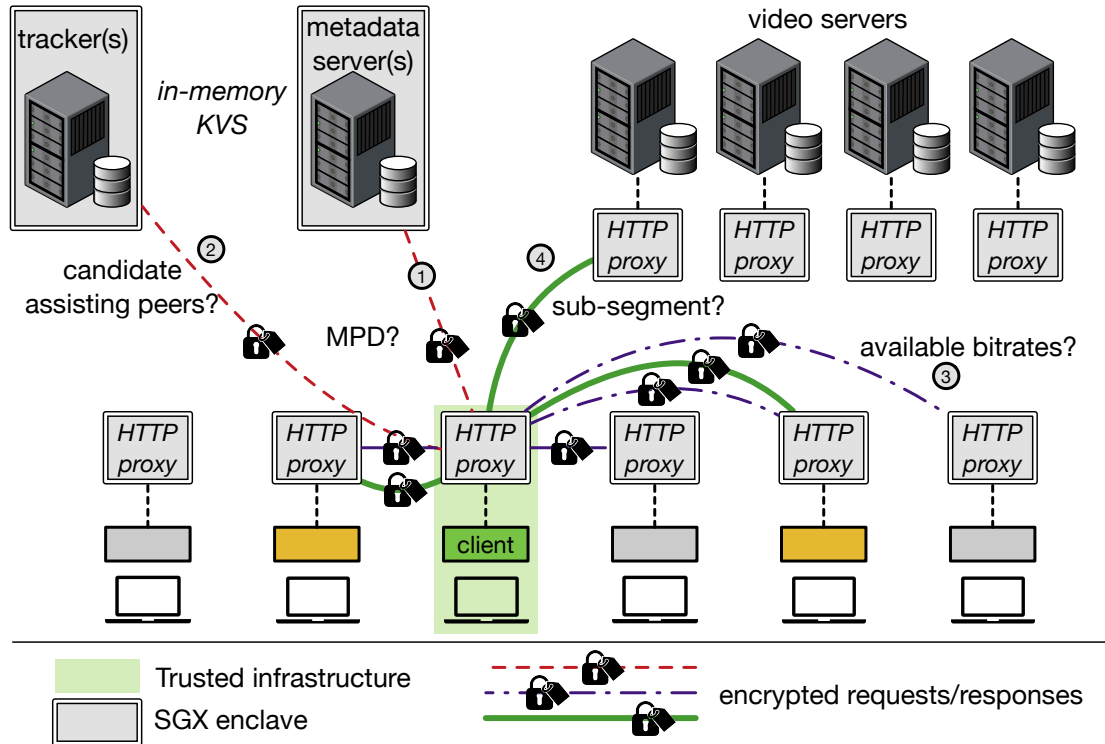 tracker(s)
metadata
server(s)
in-memory
KVS
video servers
HTTP
proxy
HTTP
proxy
HTTP
proxy
HTTP
proxy
2
1
4
candidate
assisting peers?
MPD?
sub-segment?
available bitrates?
3
HTTP
proxy
HTTP
proxy
HTTP
proxy
HTTP
proxy
HTTP
proxy
HTTP
proxy
client
Trusted infrastructure
SGX enclave
encrypted requests/responses